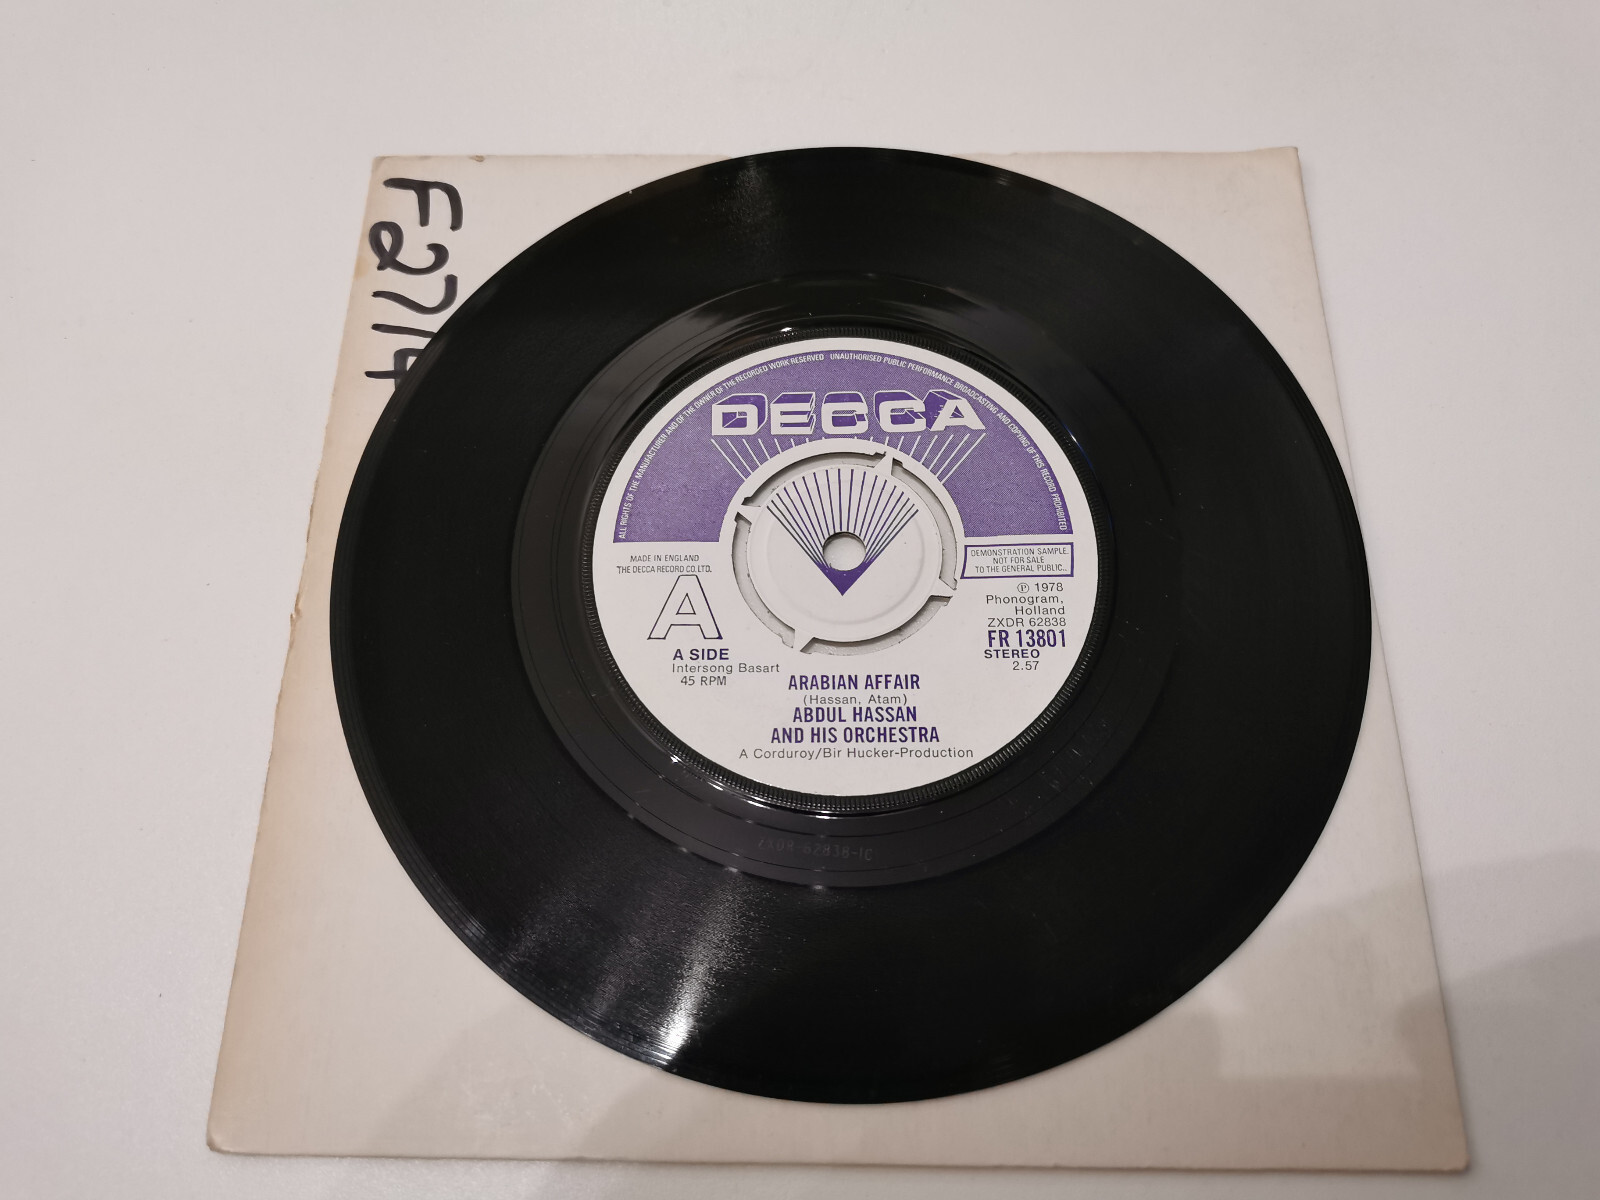 F2714
ALL RIGHTS OF THE MANUFACTURER AND OF THE OWNER OF THE RECORDED WORK RESERVED UNAUTHORISED PUBLIC PERFORMANCE BROADCASTING AND COPYING OF THIS RECORD PROHIBITED
DECCA
MADE IN ENGLAND
THE DECCA RECORD CO. LTD.
A
A SIDE
Intersong Basart
45 RPM
DEMONSTRATION SAMPLE.
NOT FOR SALE
TO THE GENERAL PUBLIC.
℗ 1978
Phonogram,
Holland
ZXDR 62838
FR 13801
STEREO
2.57
ARABIAN AFFAIR
(Hassan, Atam)
ABDUL HASSAN
AND HIS ORCHESTRA
A Corduroy/Bir Hucker-Production
ZXDR-62838-1C